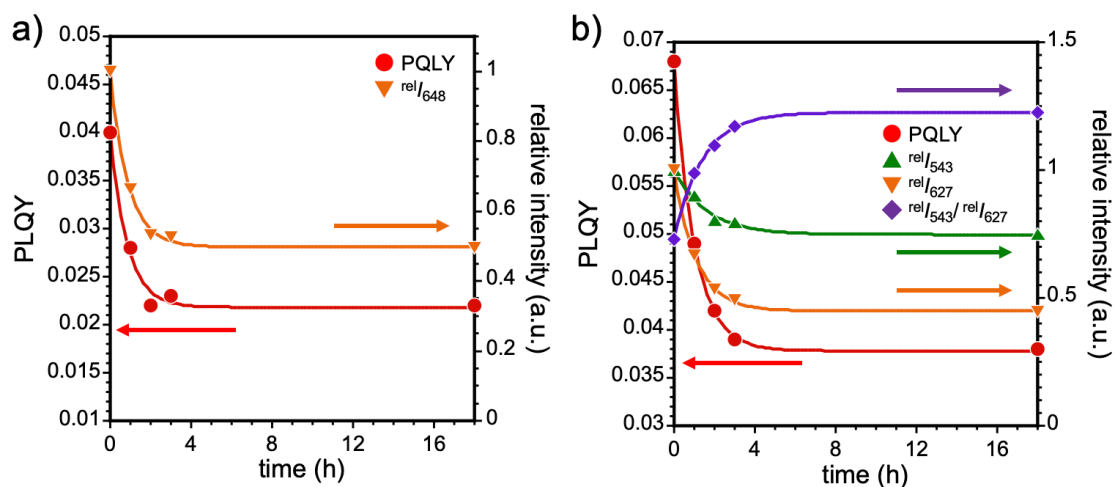 a)
0.05
0.045
0.04
0.035
0.03
0.025
0.02
0.015
0.01
PLQY
0
4
8
12
16
time (h)
1
0.8
0.6
0.4
0.2
0
relative intensity (a.u.)
PQLY
relI648
b)
0.07
0.065
0.06
0.055
0.05
0.045
0.04
0.035
0.03
PLQY
0
4
8
12
16
time (h)
1.5
1
0.5
0
relative intensity (a.u.)
PQLY
relI543
relI627
relI543/ relI627